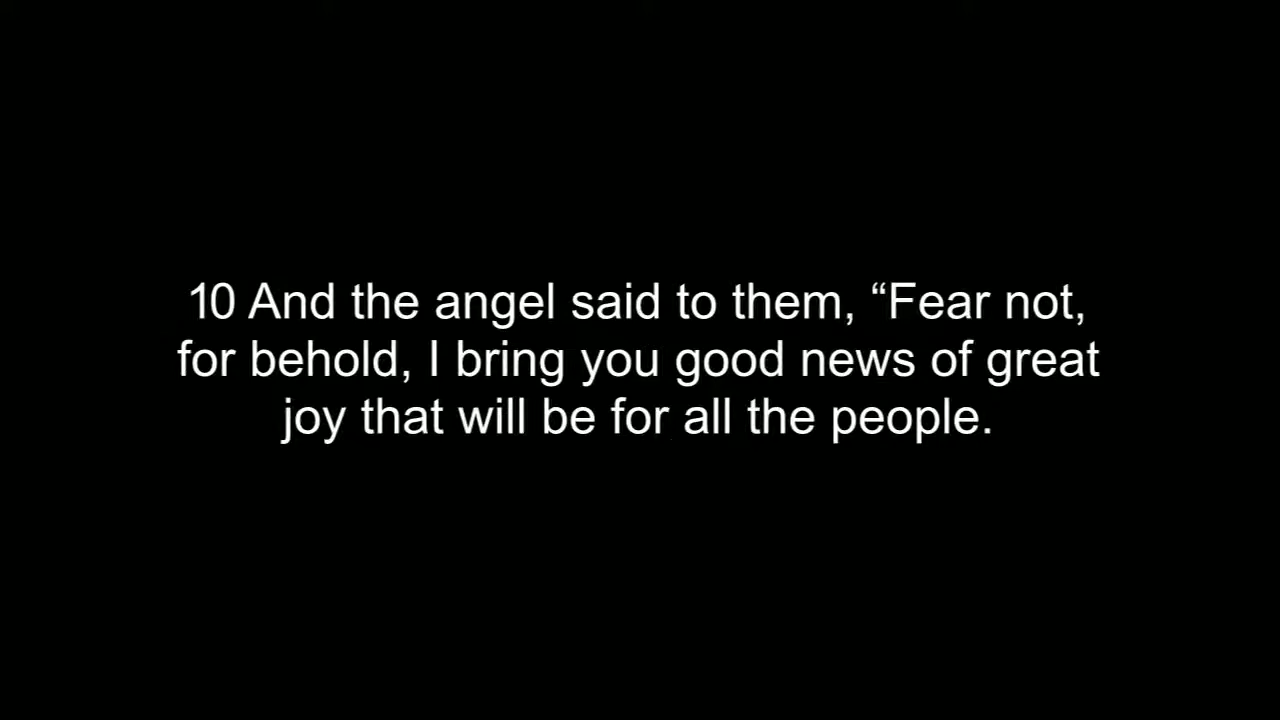 10 And the angel said to them, “Fear not,
for behold, I bring you good news of great
joy that will be for all the people.